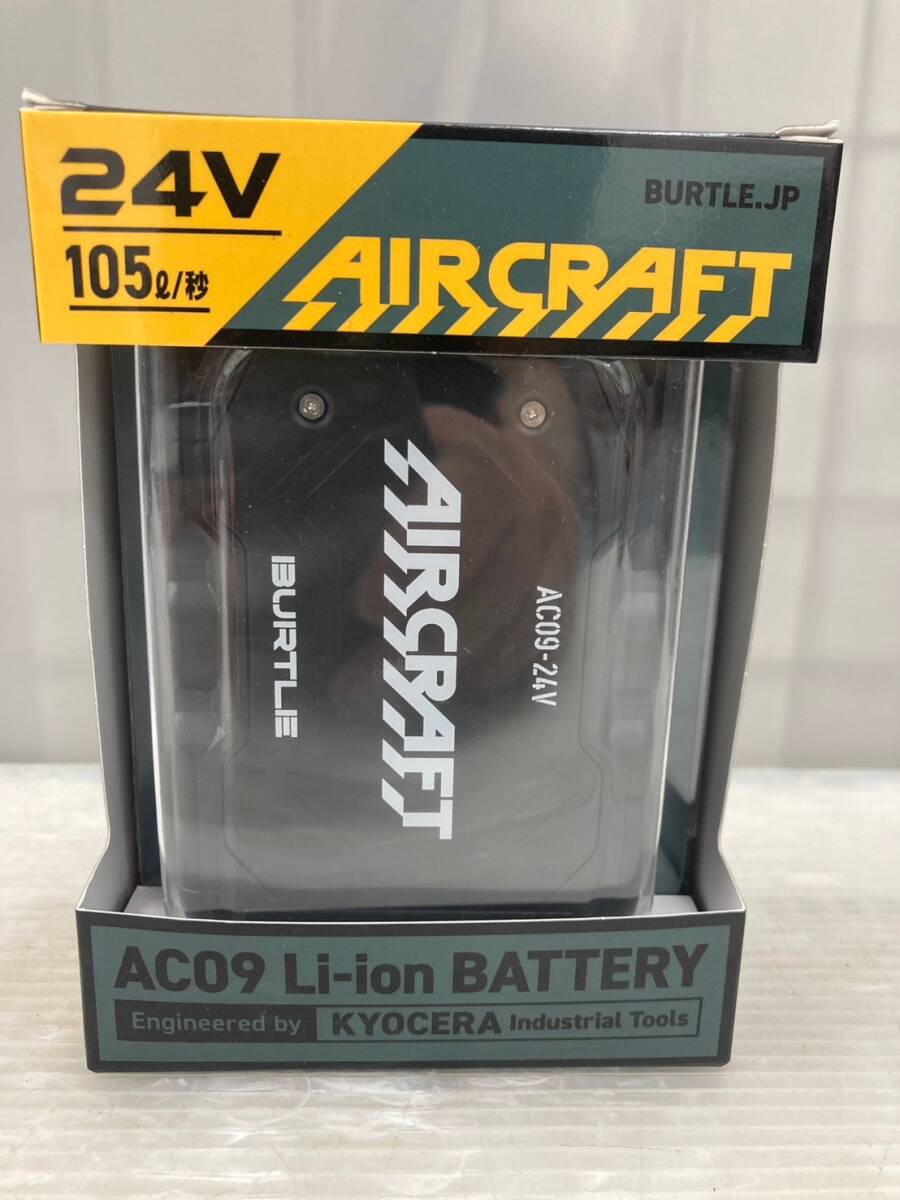 24V
105ℓ/秒
BURTLE.JP
AIRCRAFT
AIRCRAFT
BURTLE
AC09-24V
AC09 Li-ion BATTERY
Engineered by KYOCERA Industrial Tools